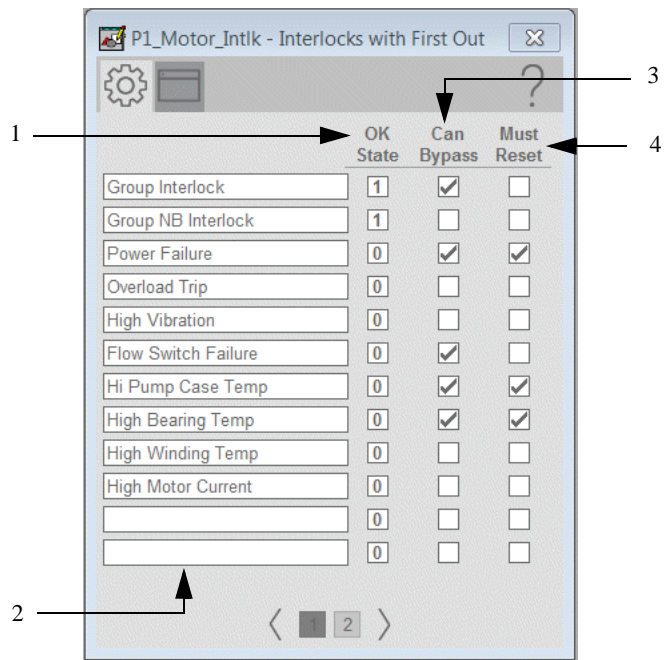 P1_Motor_Intlk - Interlocks with First Out
?
3
1
OK State
Can Bypass
Must Reset
4
Group Interlock 1
Group NB Interlock 1
Power Failure 0
Overload Trip 0
High Vibration 0
Flow Switch Failure 0
Hi Pump Case Temp 0
High Bearing Temp 0
High Winding Temp 0
High Motor Current 0
0
0
2
1 2